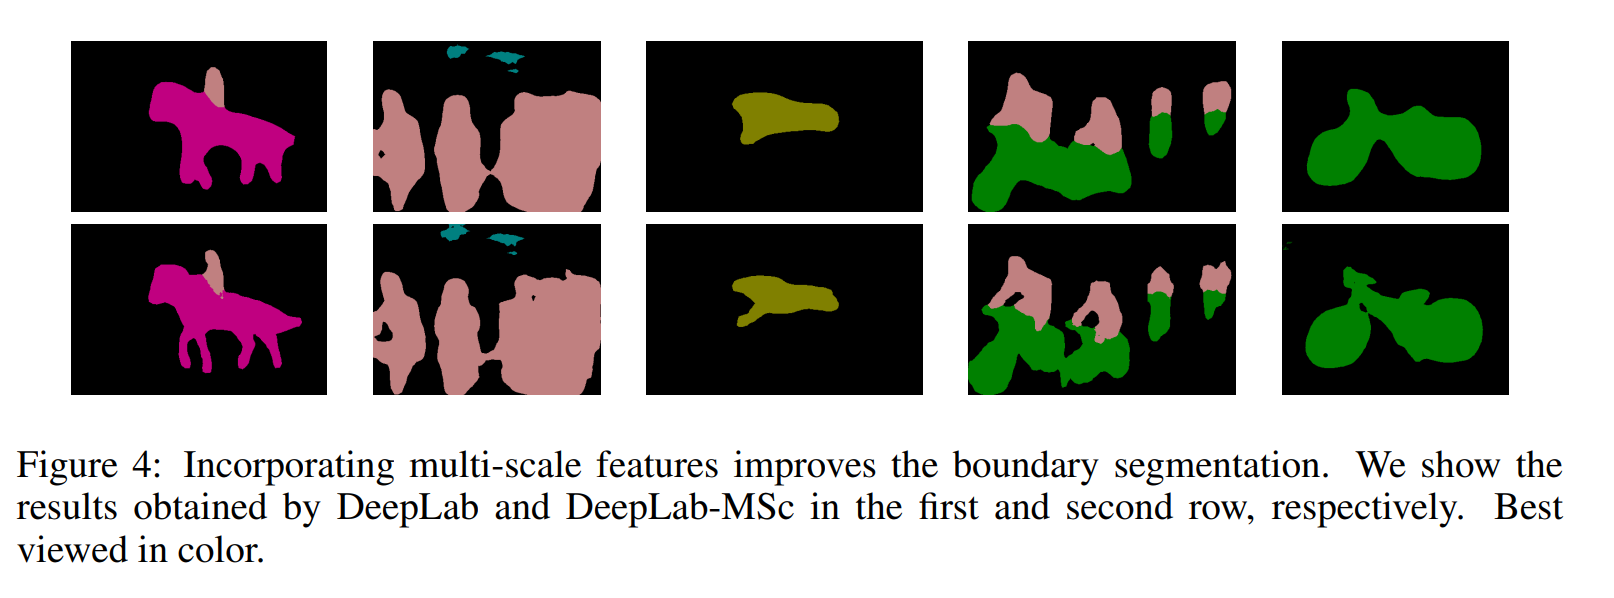 Figure 4: Incorporating multi-scale features improves the boundary segmentation. We show the
results obtained by DeepLab and DeepLab-MSc in the first and second row, respectively. Best
viewed in color.